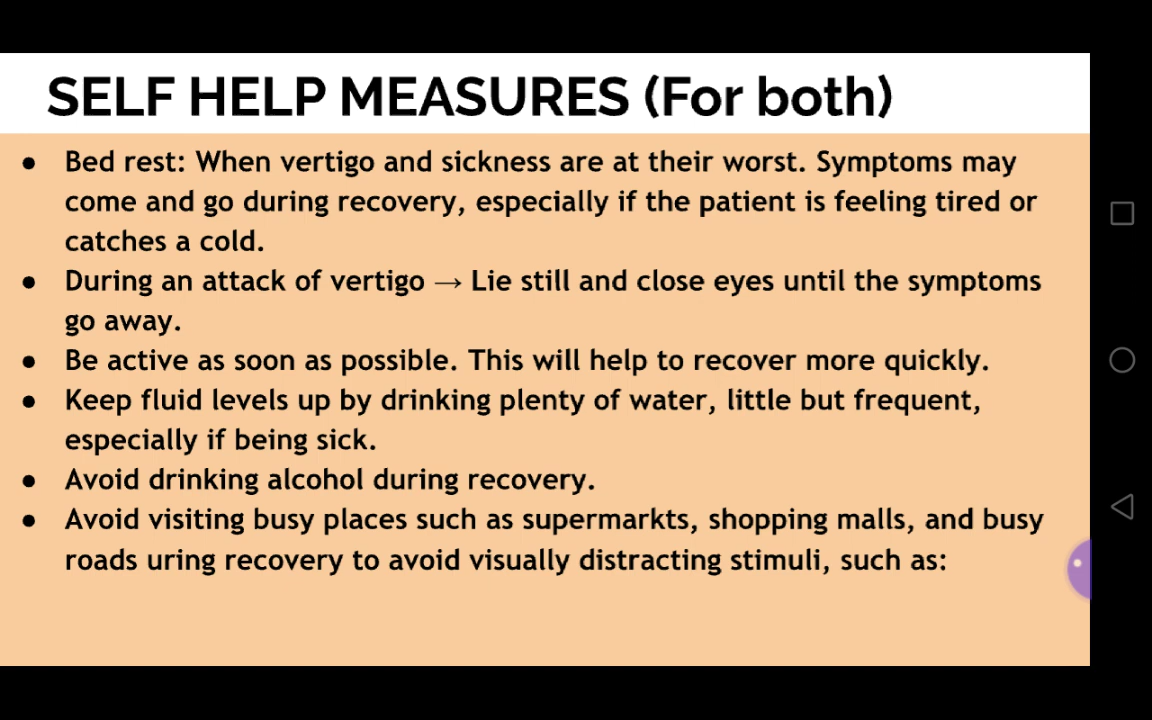 SELF HELP MEASURES (For both)
● Bed rest: When vertigo and sickness are at their worst. Symptoms may
come and go during recovery, especially if the patient is feeling tired or
catches a cold.
● During an attack of vertigo → Lie still and close eyes until the symptoms
go away.
● Be active as soon as possible. This will help to recover more quickly.
● Keep fluid levels up by drinking plenty of water, little but frequent,
especially if being sick.
● Avoid drinking alcohol during recovery.
● Avoid visiting busy places such as supermarkts, shopping malls, and busy
roads uring recovery to avoid visually distracting stimuli, such as: